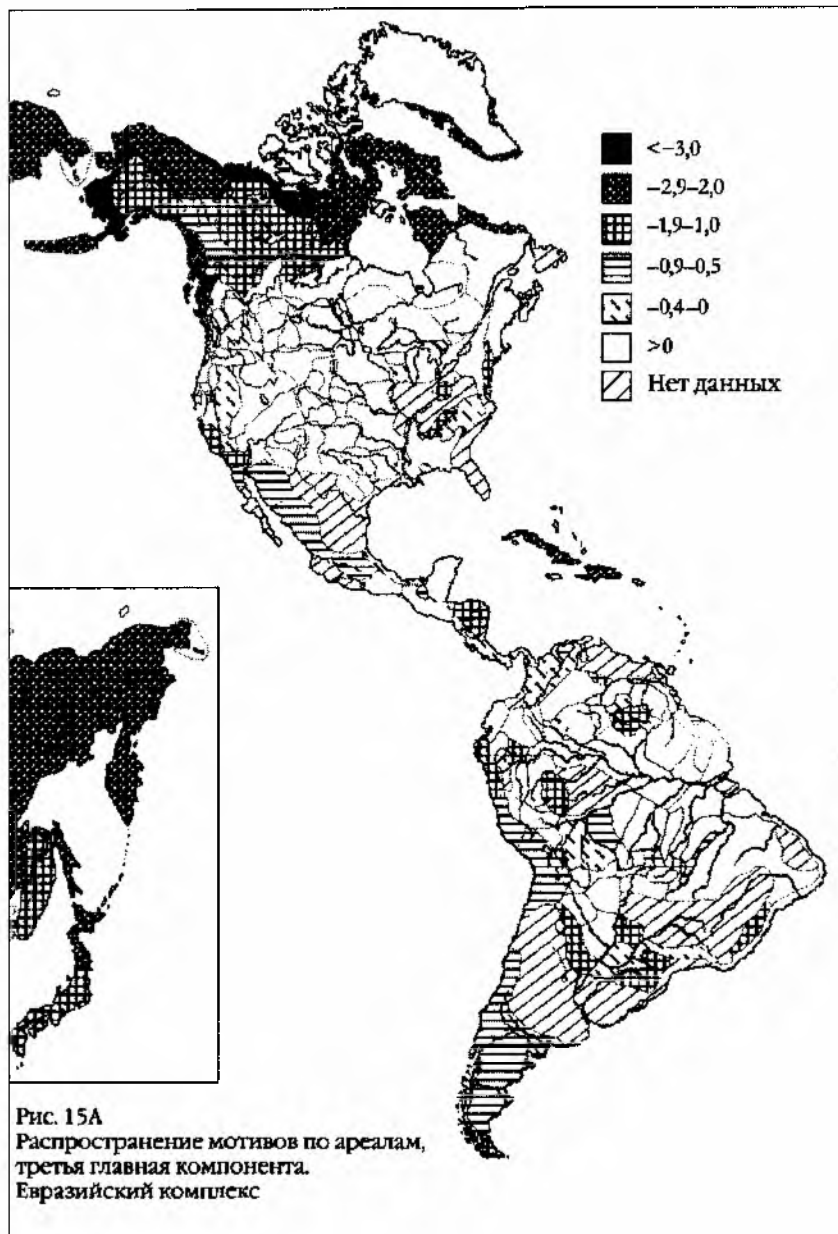 <–3,0
–2,9–2,0
–1,9–1,0
–0,9–0,5
–0,4–0
>0
Нет данных
Рис. 15А
Распространение мотивов по ареалам,
третья главная компонента.
Евразийский комплекс